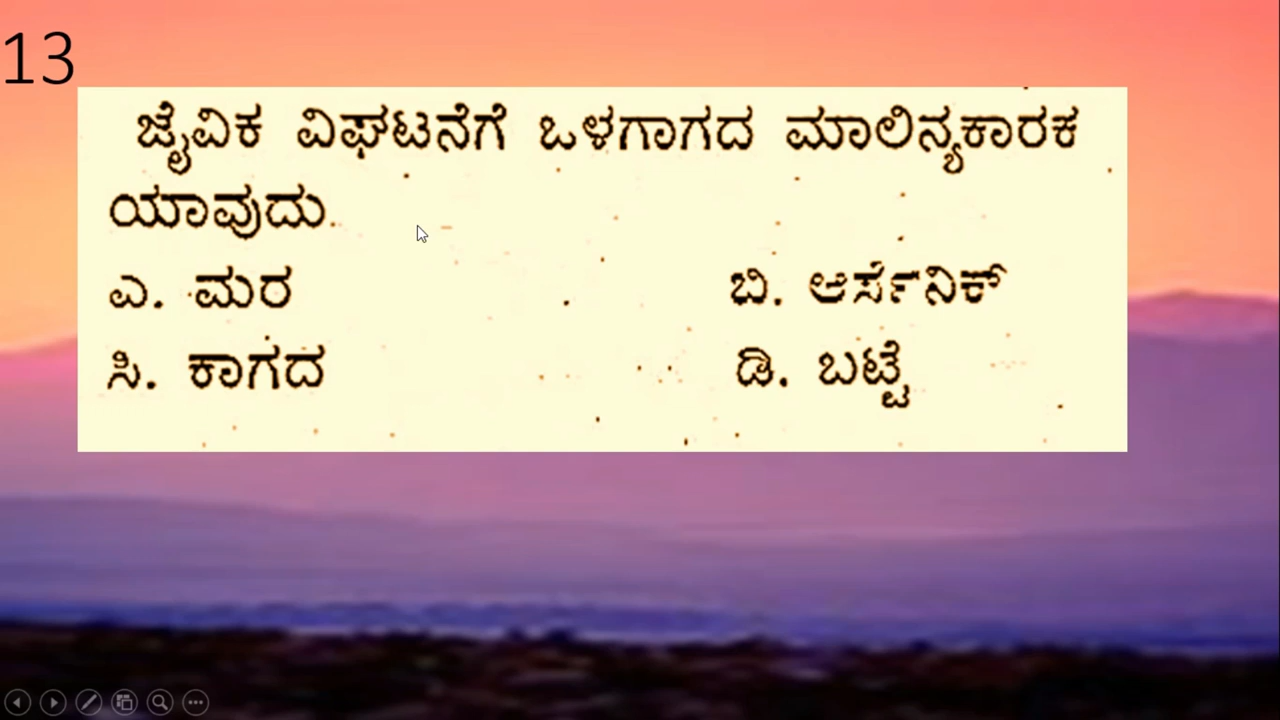 13
ಜೈವಿಕ ವಿಘಟನೆಗೆ ಒಳಗಾಗದ ಮಾಲಿನ್ಯಕಾರಕ
ಯಾವುದು.
ಎ. ಮರ ಬಿ. ಆರ್ಸೆನಿಕ್
ಸಿ. ಕಾಗದ ಡಿ. ಬಟ್ಟೆ